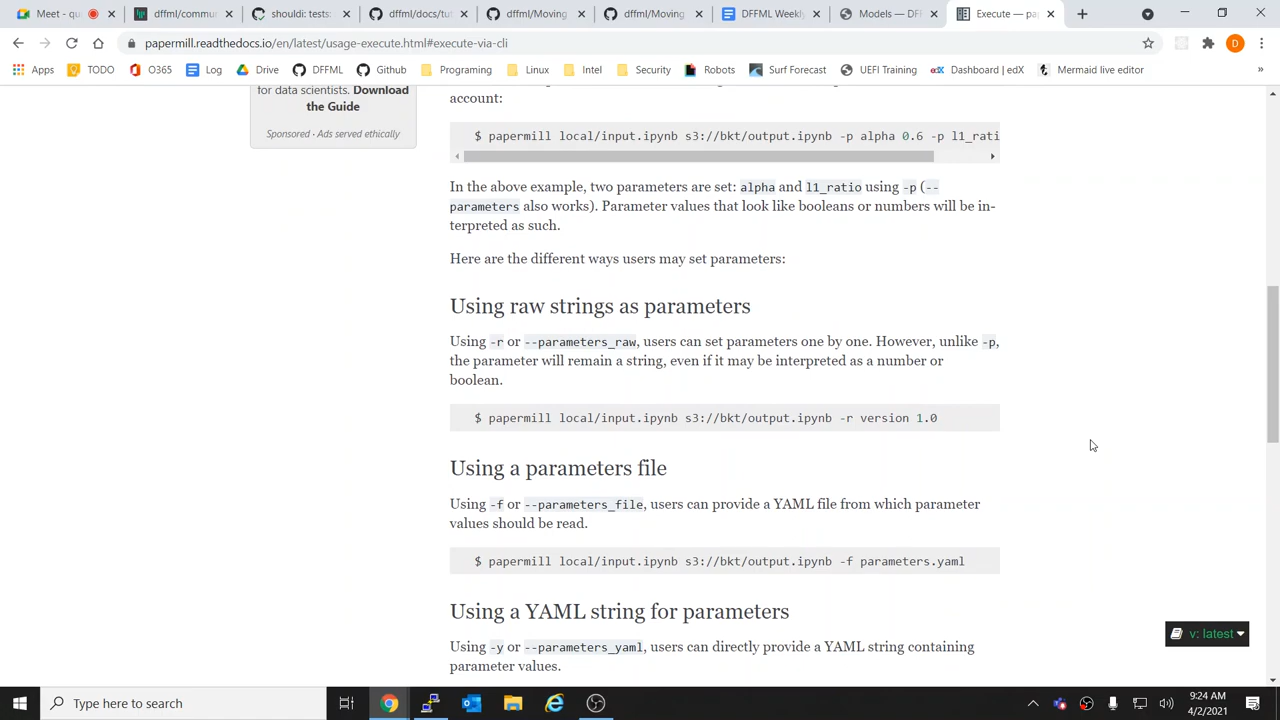 Meet - qu
dffml/commu
shouldi: tests:
dffml/docs/tut
dffml/Moving
dffml/Moving
DFFML Weekly
Models — DFF
Execute — pa
papermill.readthedocs.io/en/latest/usage-execute.html#execute-via-cli
D
Apps
TODO
O365
Log
Drive
DFFML
Github
Programing
Linux
Intel
Security
Robots
Surf Forecast
UEFI Training
Dashboard | edX
Mermaid live editor
»
for data scientists. Download
the Guide
Sponsored · Ads served ethically
account:
$ papermill local/input.ipynb s3://bkt/output.ipynb -p alpha 0.6 -p l1_rati
In the above example, two parameters are set: alpha and l1_ratio using -p (--
parameters also works). Parameter values that look like booleans or numbers will be in-
terpreted as such.
Here are the different ways users may set parameters:
Using raw strings as parameters
Using -r or --parameters_raw, users can set parameters one by one. However, unlike -p,
the parameter will remain a string, even if it may be interpreted as a number or
boolean.
$ papermill local/input.ipynb s3://bkt/output.ipynb -r version 1.0
Using a parameters file
Using -f or --parameters_file, users can provide a YAML file from which parameter
values should be read.
$ papermill local/input.ipynb s3://bkt/output.ipynb -f parameters.yaml
Using a YAML string for parameters
Using -y or --parameters_yaml, users can directly provide a YAML string containing
parameter values.
v: latest
Type here to search
9:24 AM
4/2/2021